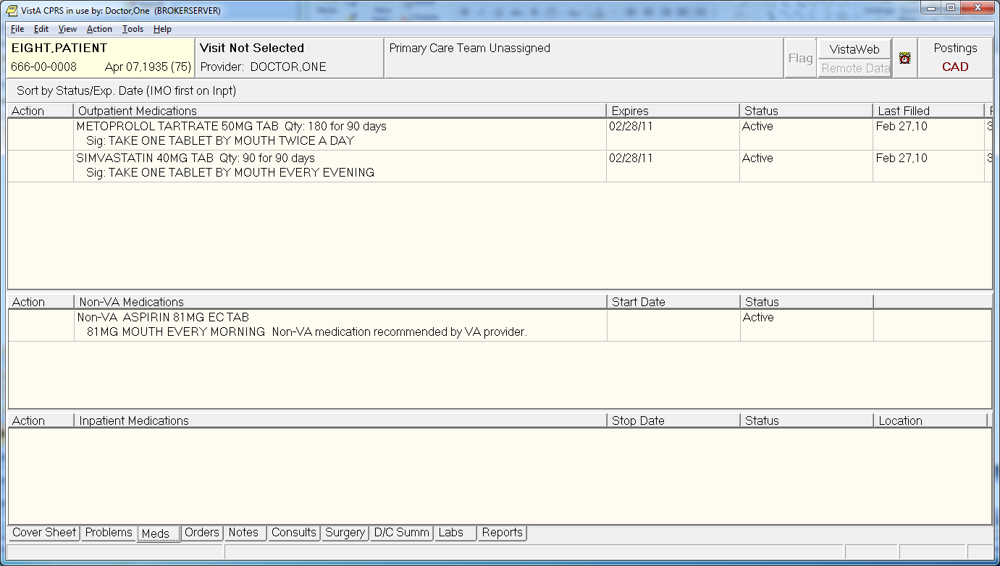 VistA CPRS in use by: Doctor,One (BROKERSERVER)
File Edit View Action Tools Help
EIGHT,PATIENT Visit Not Selected Primary Care Team Unassigned Flag VistaWeb Postings
666-00-0008 Apr 07,1935 (75) Provider: DOCTOR,ONE Remote Data CAD
Sort by Status/Exp. Date (IMO first on Inpt)
Action Outpatient Medications Expires Status Last Filled
METOPROLOL TARTRATE 50MG TAB Qty: 180 for 90 days 02/28/11 Active Feb 27,10 3
Sig: TAKE ONE TABLET BY MOUTH TWICE A DAY
SIMVASTATIN 40MG TAB Qty: 90 for 90 days 02/28/11 Active Feb 27,10 3
Sig: TAKE ONE TABLET BY MOUTH EVERY EVENING
Action Non-VA Medications Start Date Status
Non-VA ASPIRIN 81MG EC TAB Active
81MG MOUTH EVERY MORNING Non-VA medication recommended by VA provider.
Action Inpatient Medications Stop Date Status Location
Cover Sheet Problems Meds Orders Notes Consults Surgery D/C Summ Labs Reports